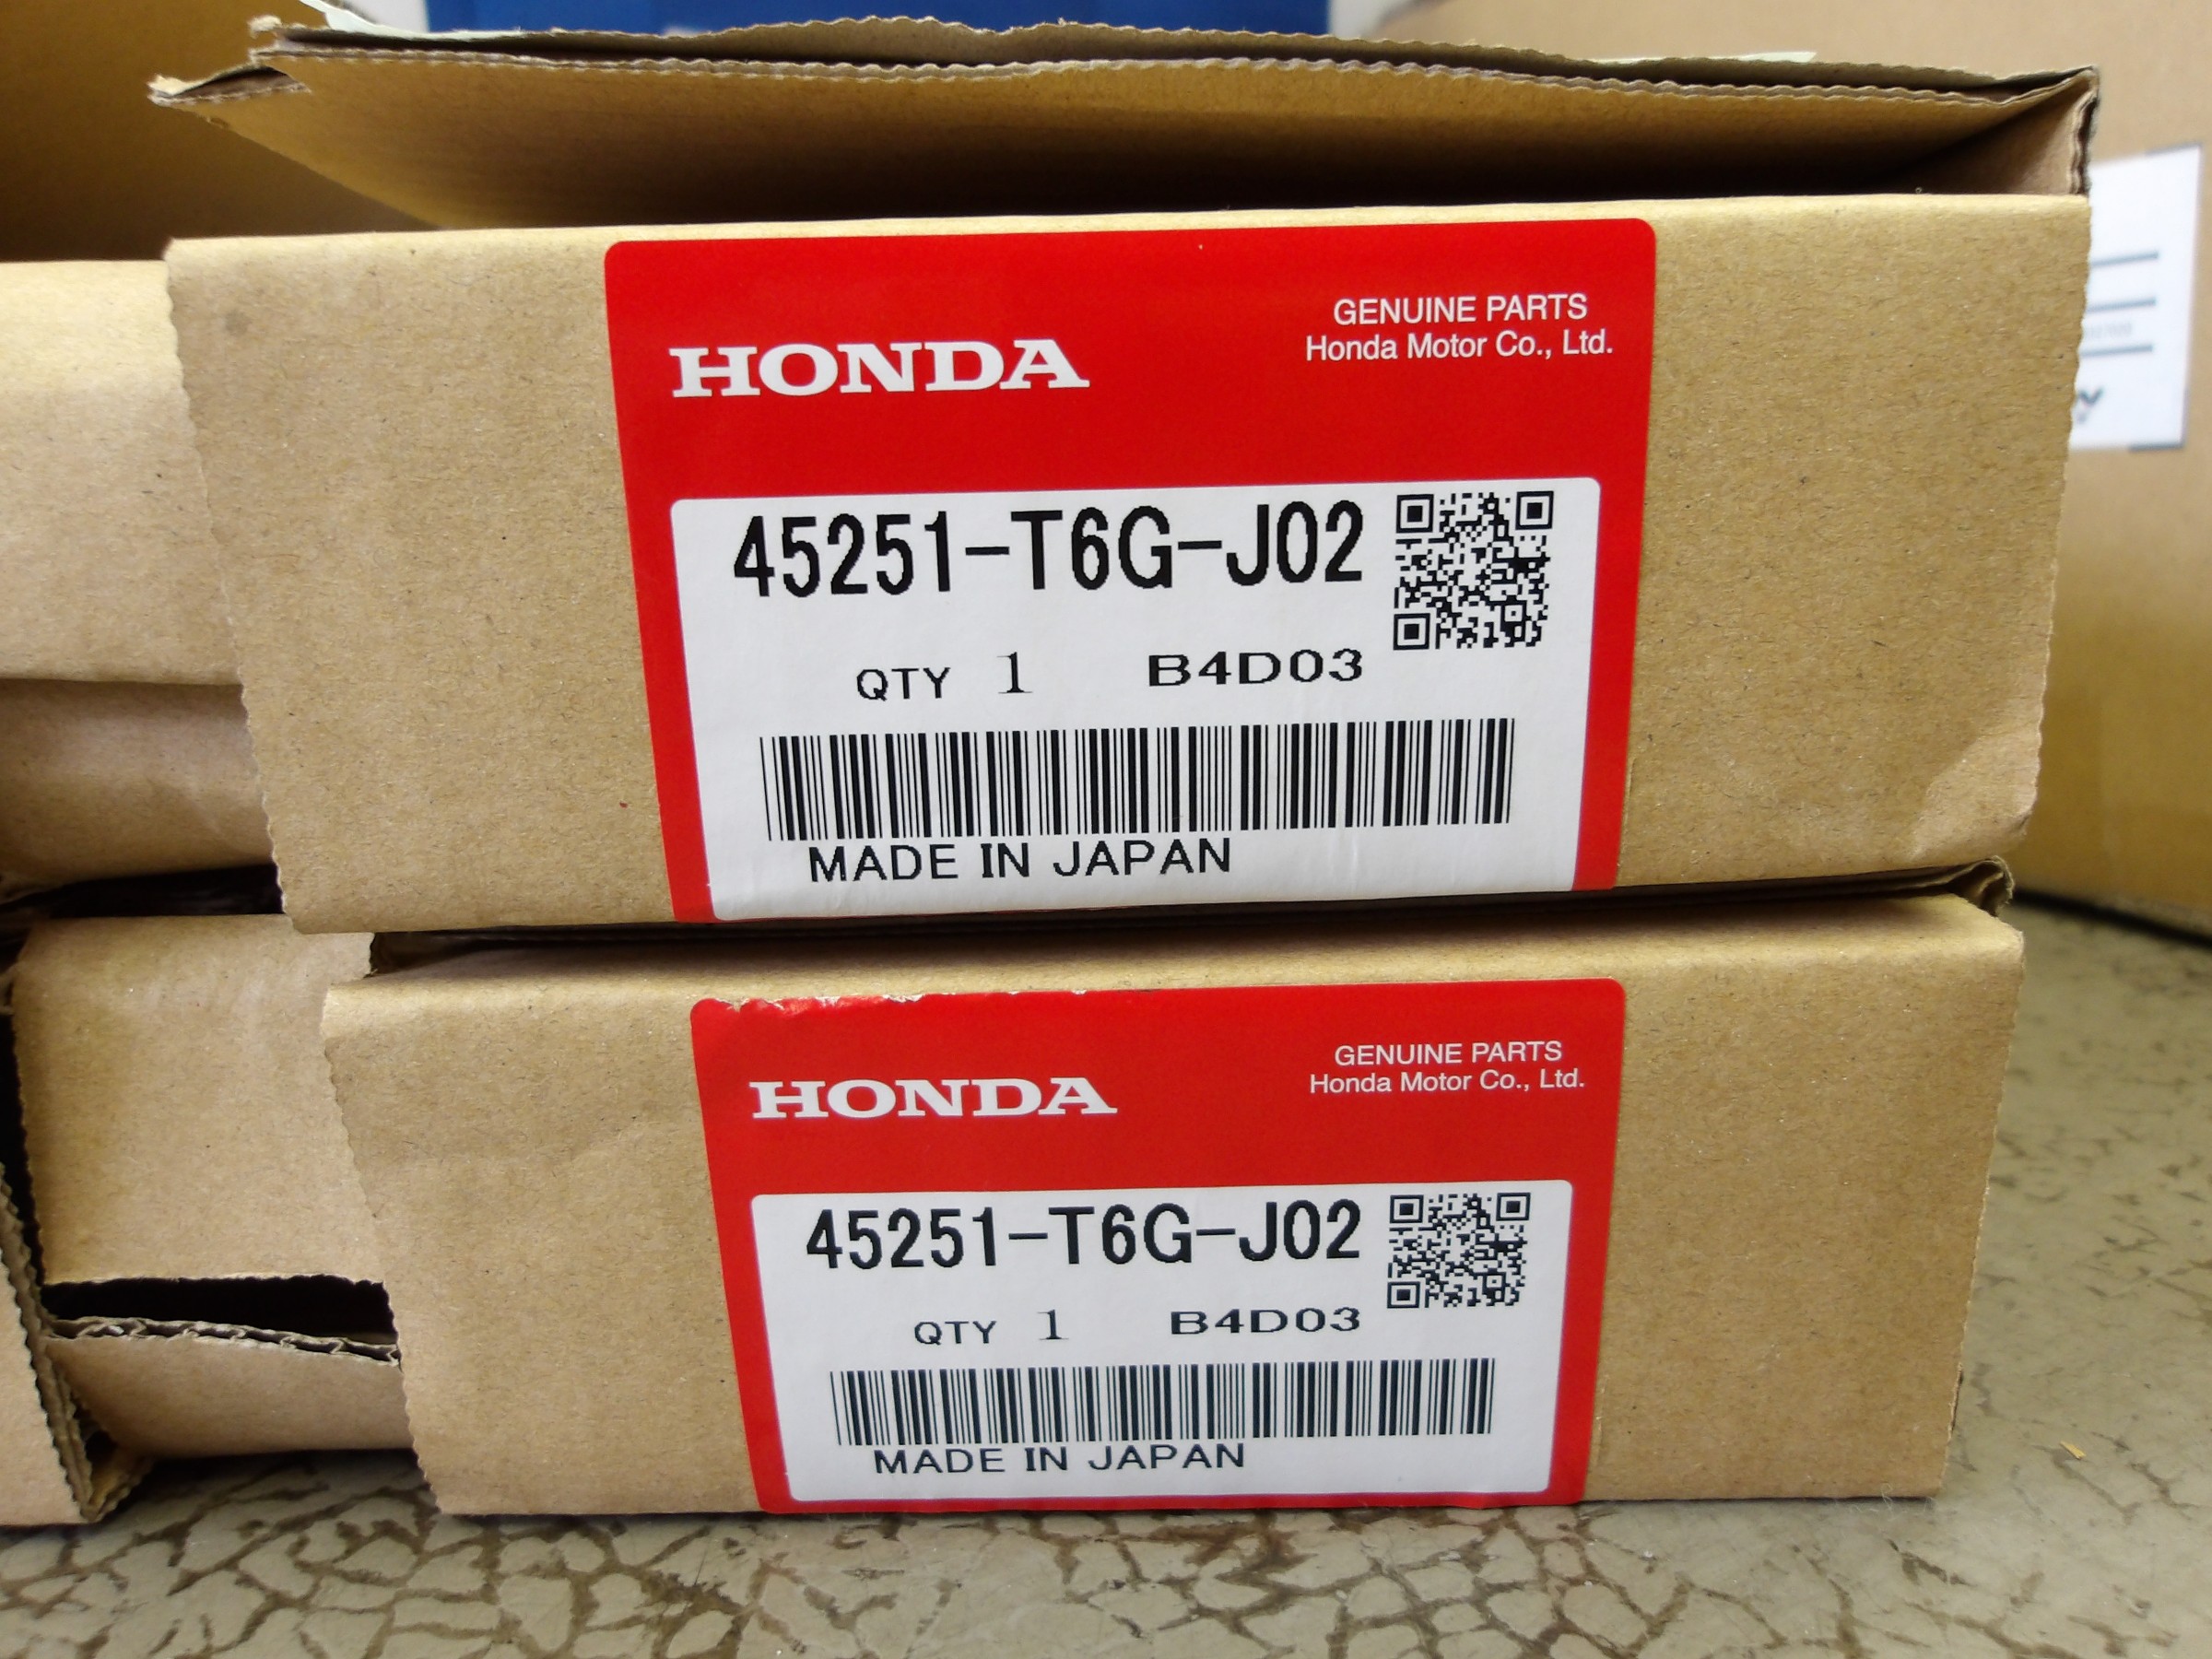 HONDA
GENUINE PARTS
Honda Motor Co., Ltd.
45251-T6G-J02
QTY 1 B4D03
MADE IN JAPAN
HONDA
GENUINE PARTS
Honda Motor Co., Ltd.
45251-T6G-J02
QTY 1 B4D03
MADE IN JAPAN